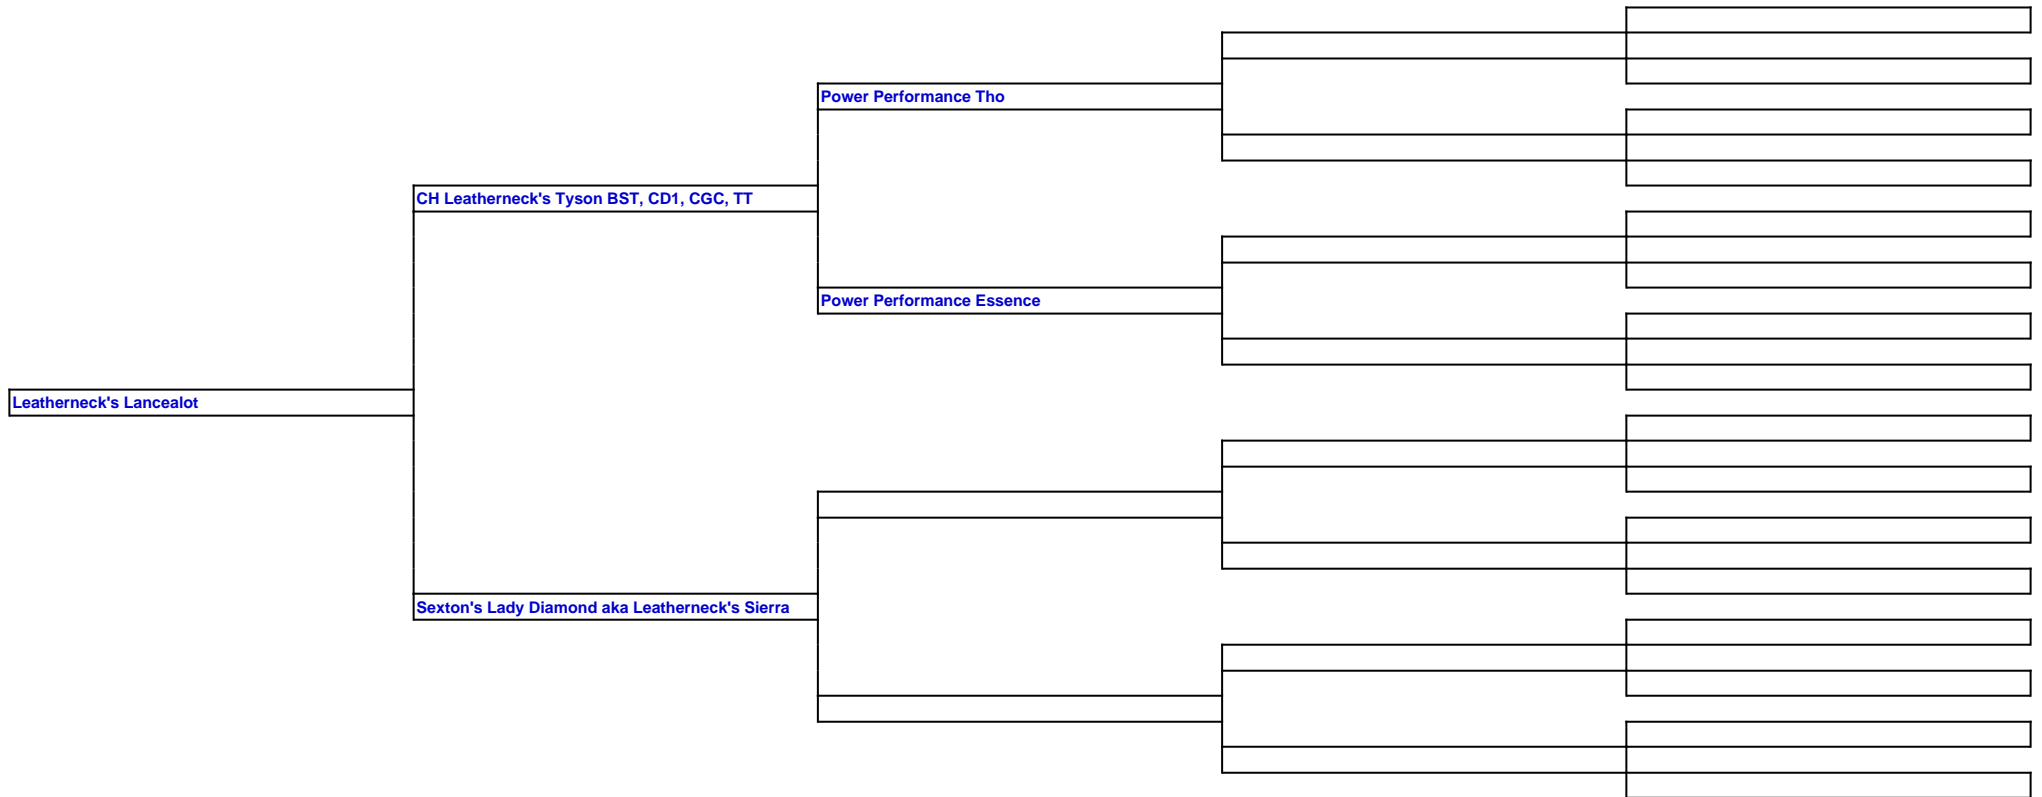 Power Performance Tho
CH Leatherneck's Tyson BST, CD1, CGC, TT
Power Performance Essence
Leatherneck's Lancealot
Sexton's Lady Diamond aka Leatherneck's Sierra